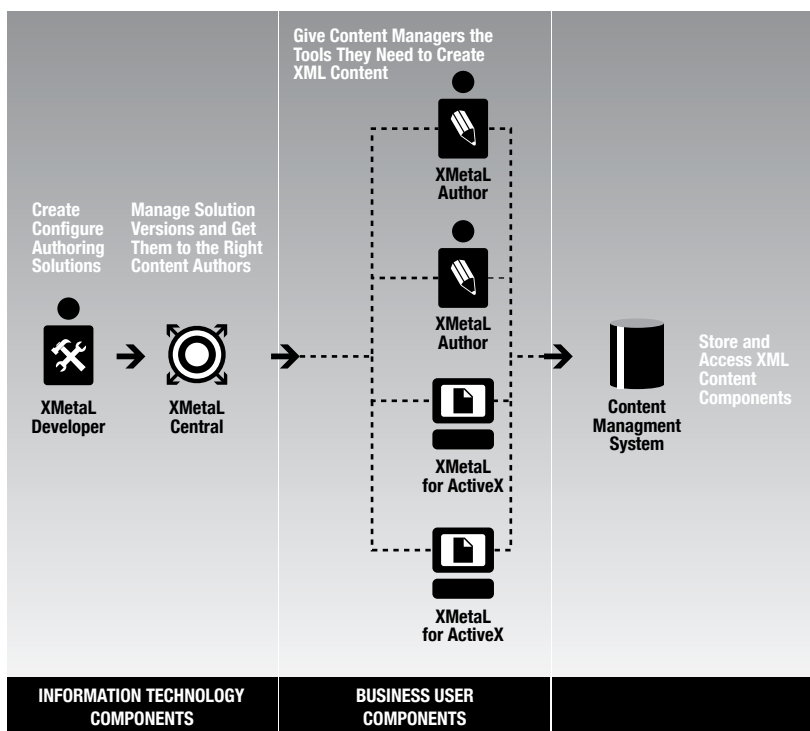 Give Content Managers the
Tools They Need to Create
XML Content
XMetaL
Author
Create
Configure
Authoring
Solutions
Manage Solution
Versions and Get
Them to the Right
Content Authors
XMetaL
Author
XMetaL
Developer
XMetaL
Central
Store and
Access XML
Content
Components
Content
Managment
System
XMetaL
for ActiveX
XMetaL
for ActiveX
INFORMATION TECHNOLOGY
COMPONENTS
BUSINESS USER
COMPONENTS